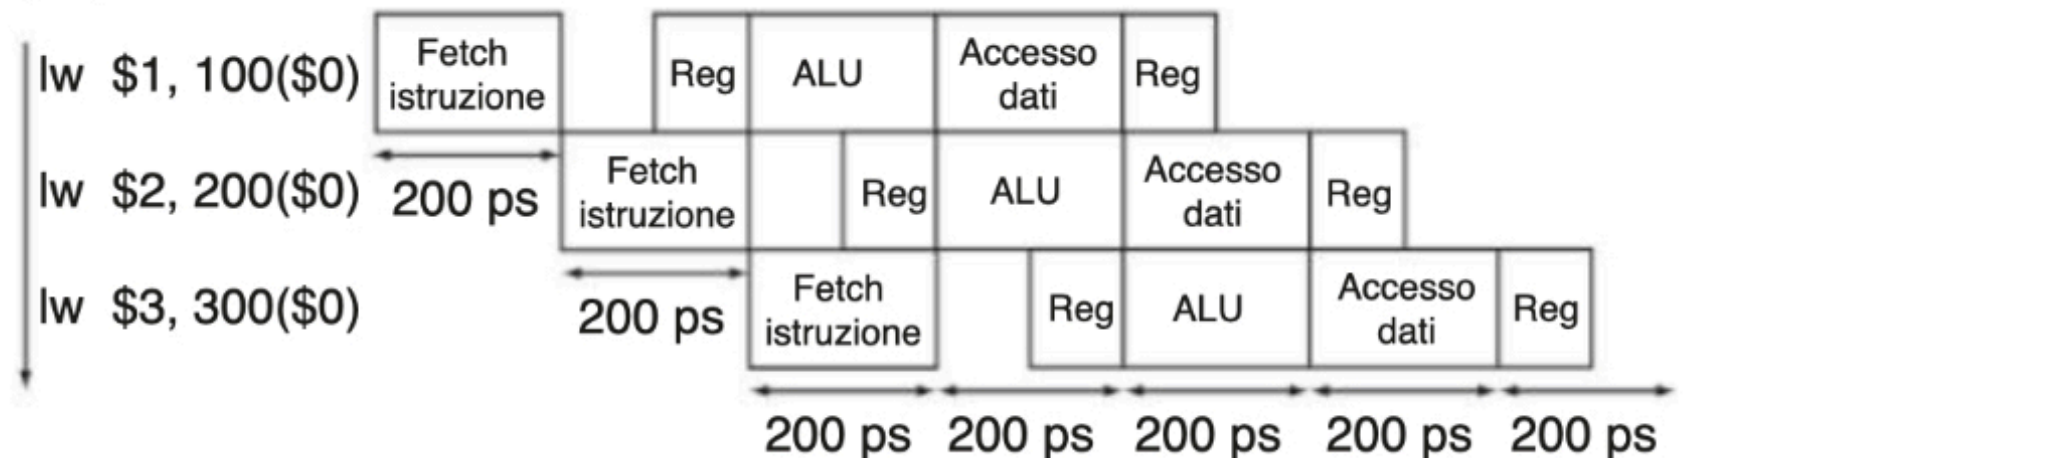 lw $1, 100($0) Fetch istruzione Reg ALU Accesso dati Reg
200 ps
lw $2, 200($0) Fetch istruzione Reg ALU Accesso dati Reg
200 ps
lw $3, 300($0) Fetch istruzione Reg ALU Accesso dati Reg
200 ps 200 ps 200 ps 200 ps 200 ps